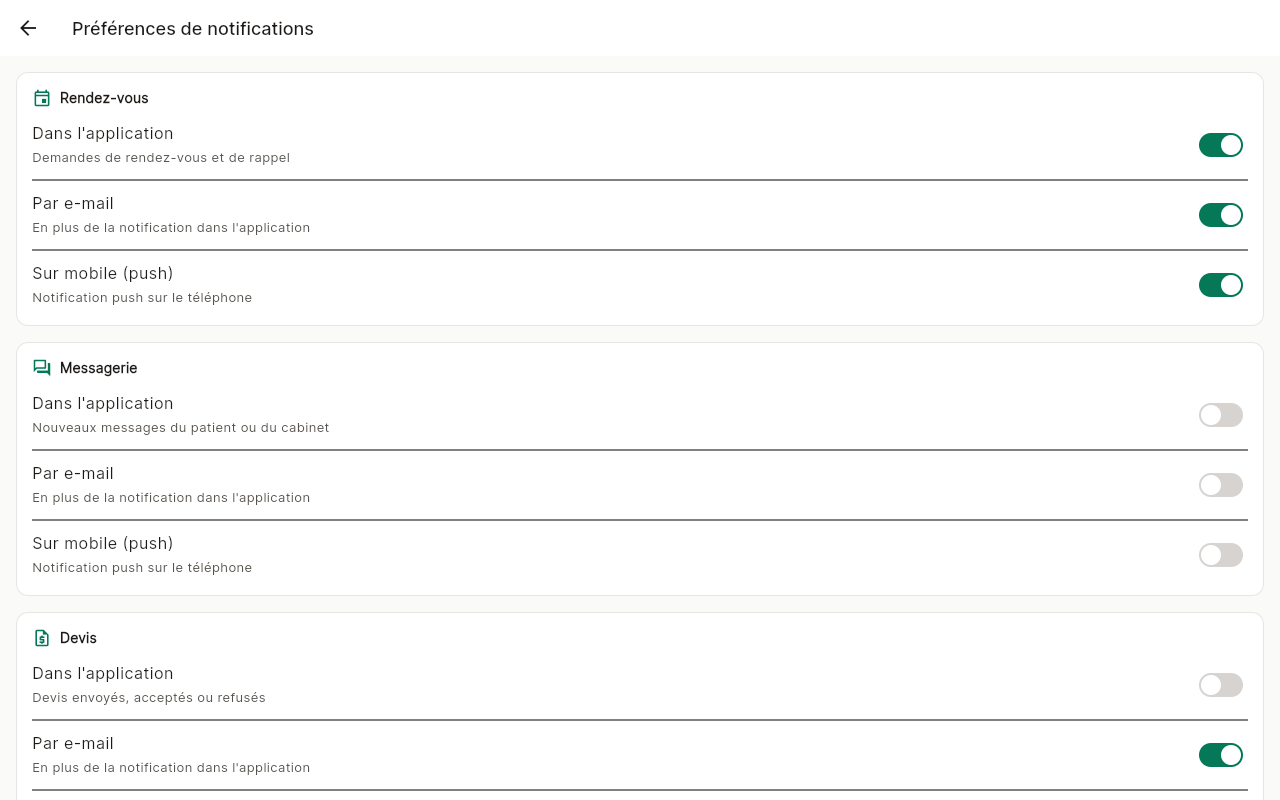 Préférences de notifications
Rendez-vous
Dans l'application
Demandes de rendez-vous et de rappel
Par e-mail
En plus de la notification dans l'application
Sur mobile (push)
Notification push sur le téléphone
Messagerie
Dans l'application
Nouveaux messages du patient ou du cabinet
Par e-mail
En plus de la notification dans l'application
Sur mobile (push)
Notification push sur le téléphone
Devis
Dans l'application
Devis envoyés, acceptés ou refusés
Par e-mail
En plus de la notification dans l'application